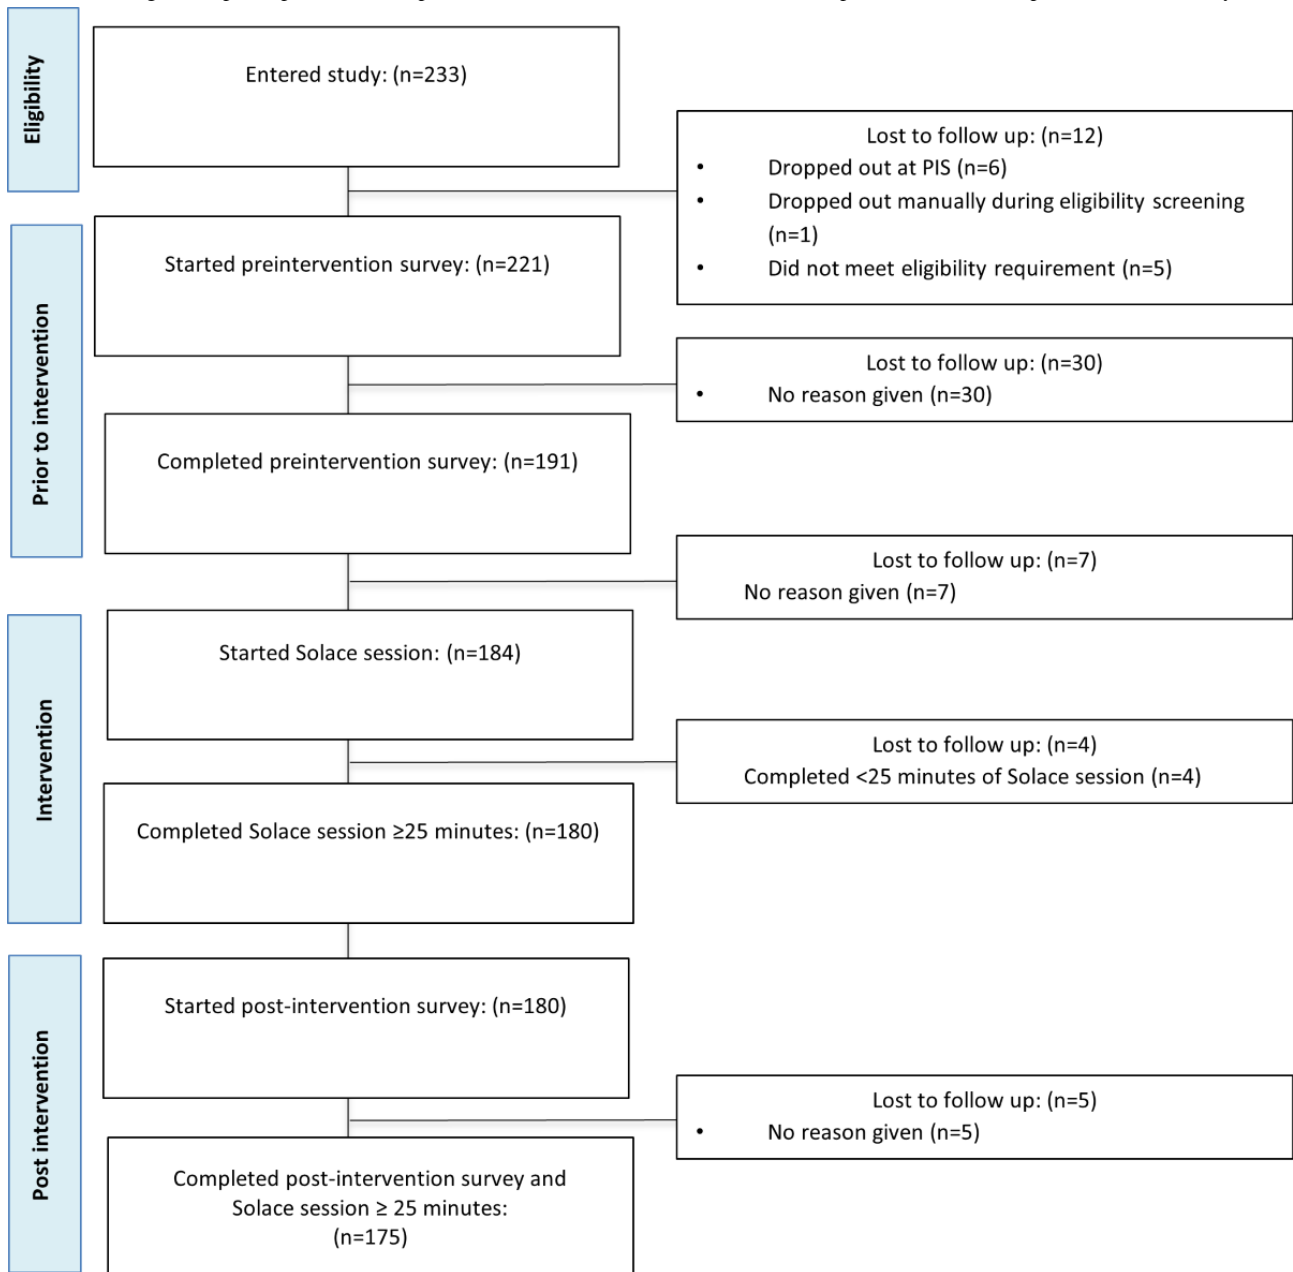 Eligibility
Entered study: (n=233)
Lost to follow up: (n=12)
• Dropped out at PIS (n=6)
• Dropped out manually during eligibility screening
(n=1)
• Did not meet eligibility requirement (n=5)
Prior to intervention
Started preintervention survey: (n=221)
Lost to follow up: (n=30)
• No reason given (n=30)
Completed preintervention survey: (n=191)
Lost to follow up: (n=7)
No reason given (n=7)
Intervention
Started Solace session: (n=184)
Lost to follow up: (n=4)
Completed <25 minutes of Solace session (n=4)
Completed Solace session ≥25 minutes: (n=180)
Post intervention
Started post-intervention survey: (n=180)
Lost to follow up: (n=5)
• No reason given (n=5)
Completed post-intervention survey and
Solace session ≥ 25 minutes:
(n=175)